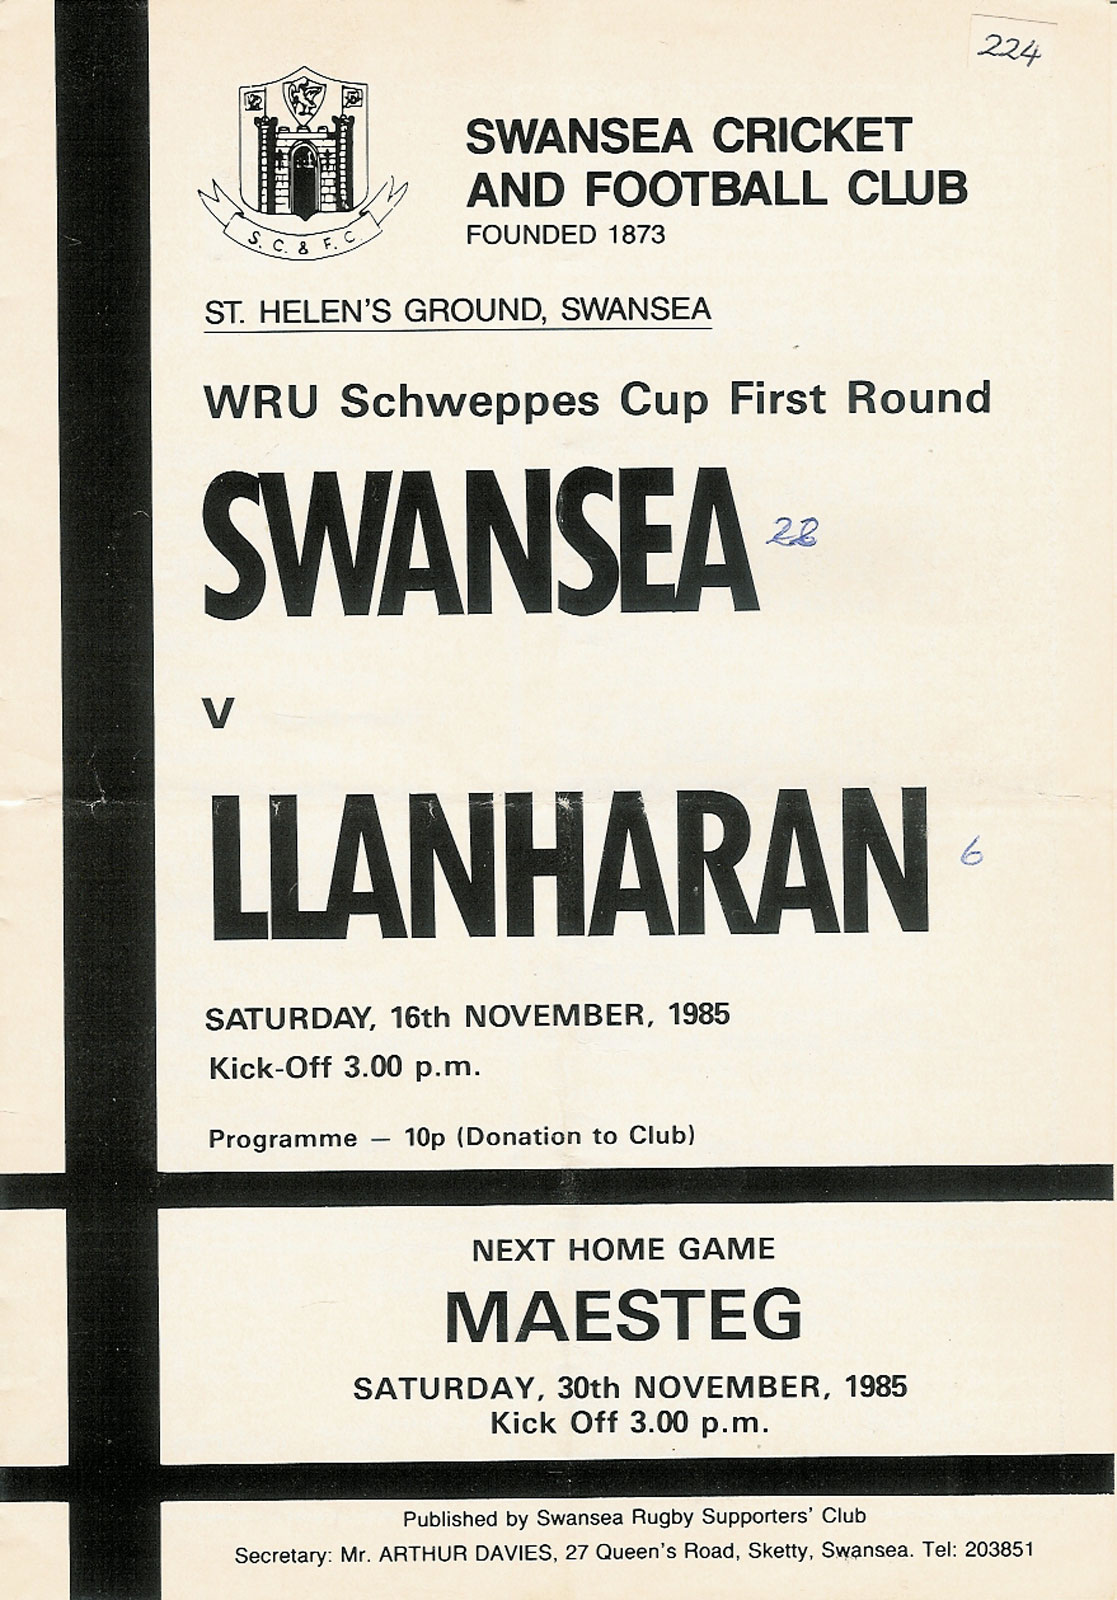 224
S. C. & F. C.
SWANSEA CRICKET
AND FOOTBALL CLUB
FOUNDED 1873
ST. HELEN'S GROUND, SWANSEA
WRU Schweppes Cup First Round
SWANSEA 28
v
LLANHARAN 6
SATURDAY, 16th NOVEMBER, 1985
Kick-Off 3.00 p.m.
Programme — 10p (Donation to Club)
NEXT HOME GAME
MAESTEG
SATURDAY, 30th NOVEMBER, 1985
Kick Off 3.00 p.m.
Published by Swansea Rugby Supporters' Club
Secretary: Mr. ARTHUR DAVIES, 27 Queen's Road, Sketty, Swansea. Tel: 203851